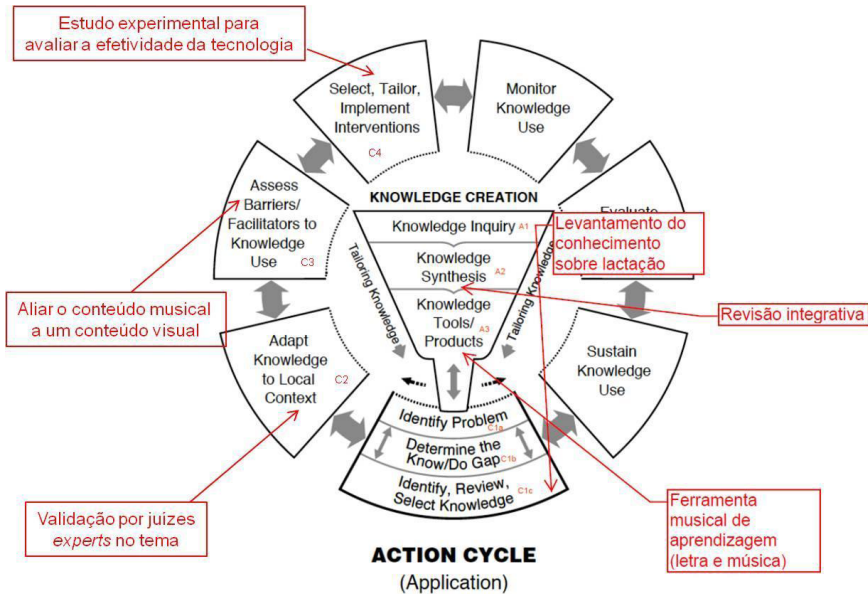 Estudo experimental para
avaliar a efetividade da tecnologia
Select, Tailor,
Implement
Interventions
C4
Monitor
Knowledge
Use
Assess
Barriers/
Facilitators to
Knowledge
Use
C3
KNOWLEDGE CREATION
Knowledge Inquiry A1
Knowledge
Synthesis A2
Knowledge
Tools/
Products A3
Tailoring Knowledge
Tailoring Knowledge
Evaluate
Levantamento do
conhecimento
sobre lactação
Aliar o conteúdo musical
a um conteúdo visual
Revisão integrativa
Adapt
Knowledge
to Local
Context
C2
Sustain
Knowledge
Use
Identify Problem
C1a
Determine the
Know/Do Gap C1b
Identify, Review,
Select Knowledge C1c
Validação por juízes
experts no tema
Ferramenta
musical de
aprendizagem
(letra e música)
ACTION CYCLE
(Application)